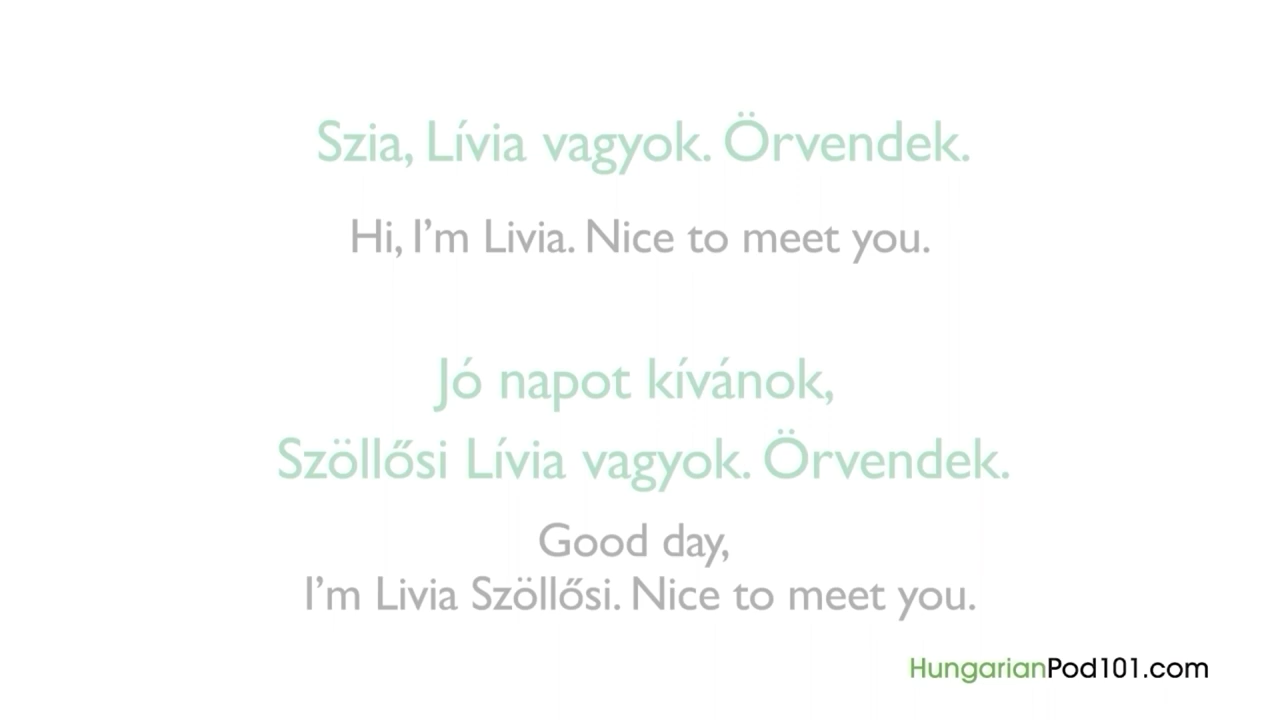 Szia, Lívia vagyok. Örvendek.
Hi, I’m Livia. Nice to meet you.
Jó napot kívánok,
Szöllősi Lívia vagyok. Örvendek.
Good day,
I’m Livia Szöllősi. Nice to meet you.
HungarianPod101.com